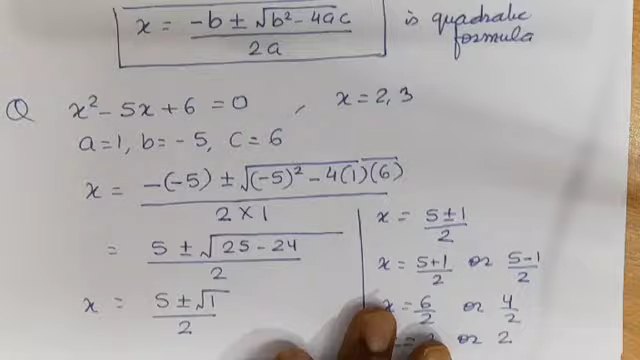 x = -b ± √b² - 4ac / 2a is quadratic formula
Q x² - 5x + 6 = 0 , x = 2, 3
a = 1, b = -5, c = 6
x = -(-5) ± √(-5)² - 4(1)(6) / 2 × 1
= 5 ± √25 - 24 / 2
x = 5 ± √1 / 2
x = 5 ± 1 / 2
x = 5+1 / 2 or 5-1 / 2
x = 6/2 or 4/2
or 2